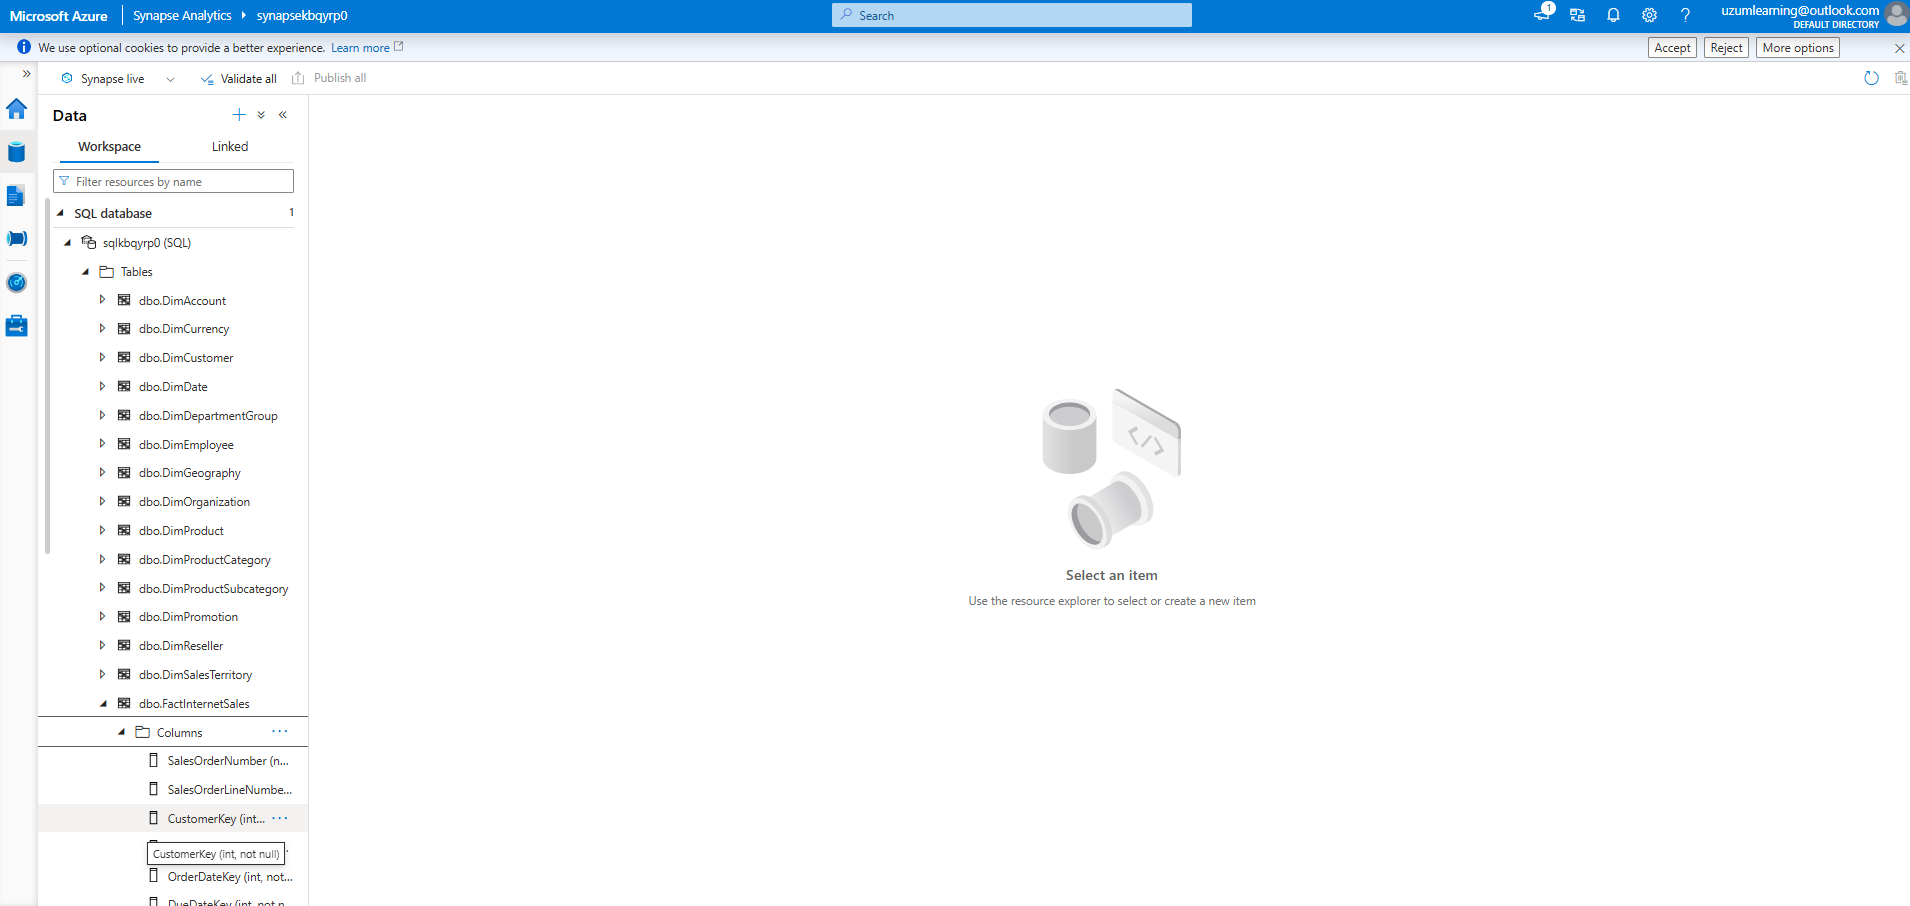 Microsoft Azure
Synapse Analytics
synapsekbqyrp0
Search
1
uzumlearning@outlook.com
DEFAULT DIRECTORY
We use optional cookies to provide a better experience. Learn more
Accept
Reject
More options
Synapse live
Validate all
Publish all
Data
Workspace
Linked
Filter resources by name
SQL database
1
sqlkbqyrp0 (SQL)
Tables
dbo.DimAccount
dbo.DimCurrency
dbo.DimCustomer
dbo.DimDate
dbo.DimDepartmentGroup
dbo.DimEmployee
dbo.DimGeography
dbo.DimOrganization
dbo.DimProduct
dbo.DimProductCategory
dbo.DimProductSubcategory
dbo.DimPromotion
dbo.DimReseller
dbo.DimSalesTerritory
dbo.FactInternetSales
Columns
SalesOrderNumber (n...
SalesOrderLineNumbe...
CustomerKey (int...
CustomerKey (int, not null)
OrderDateKey (int, not...
DueDateKey (int, not n
Select an item
Use the resource explorer to select or create a new item